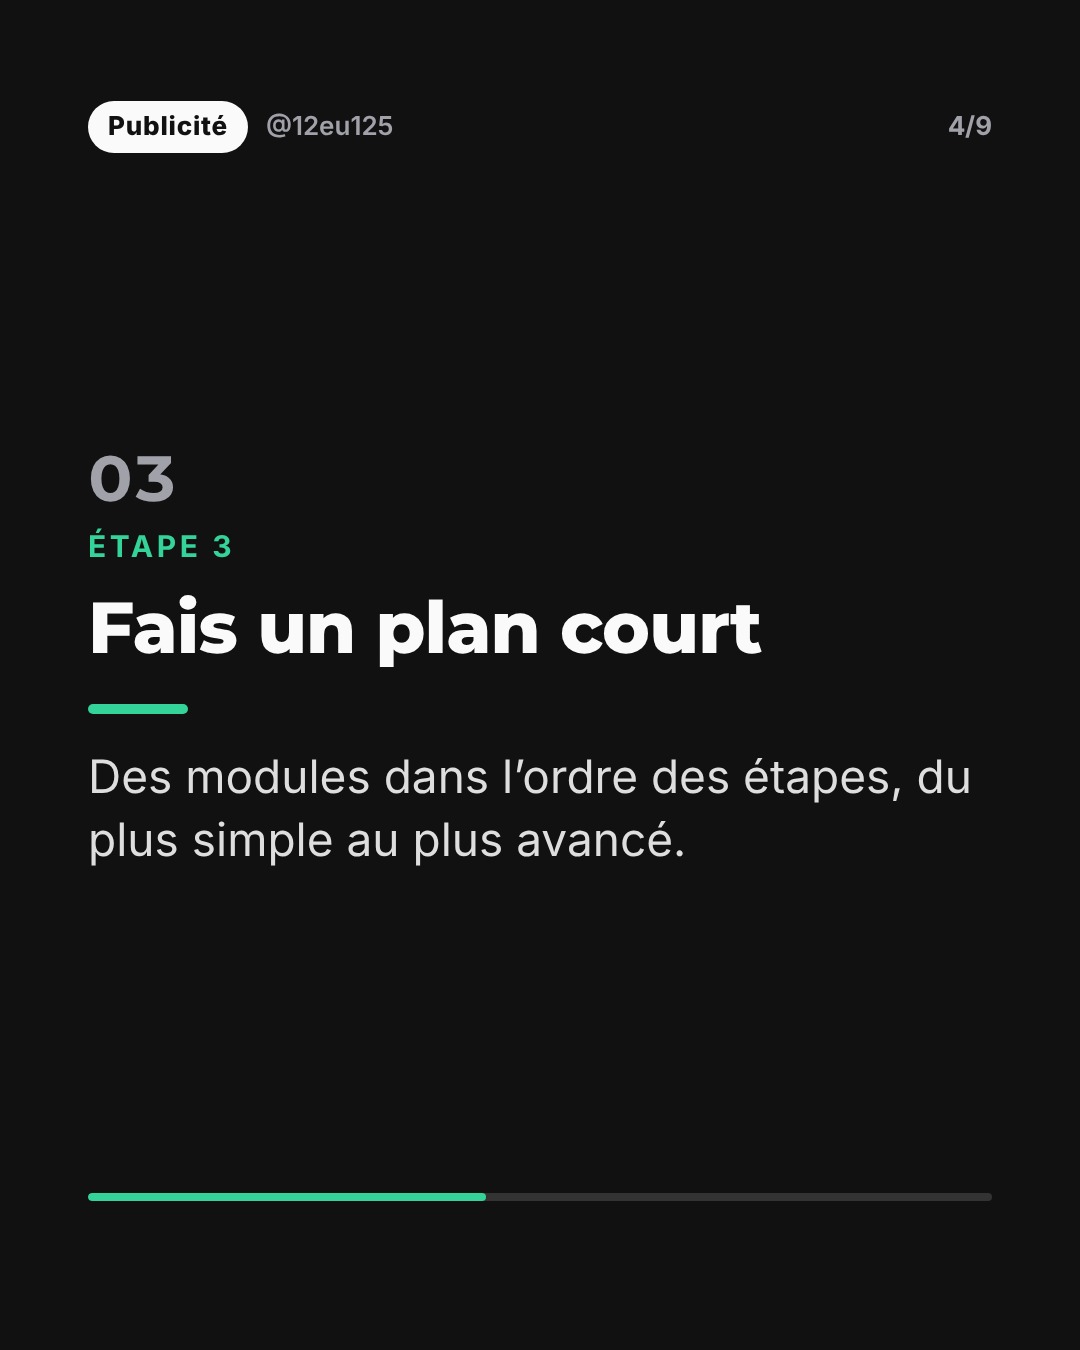 Publicité @12eu125 4/9
03
ÉTAPE 3
Fais un plan court
Des modules dans l’ordre des étapes, du
plus simple au plus avancé.